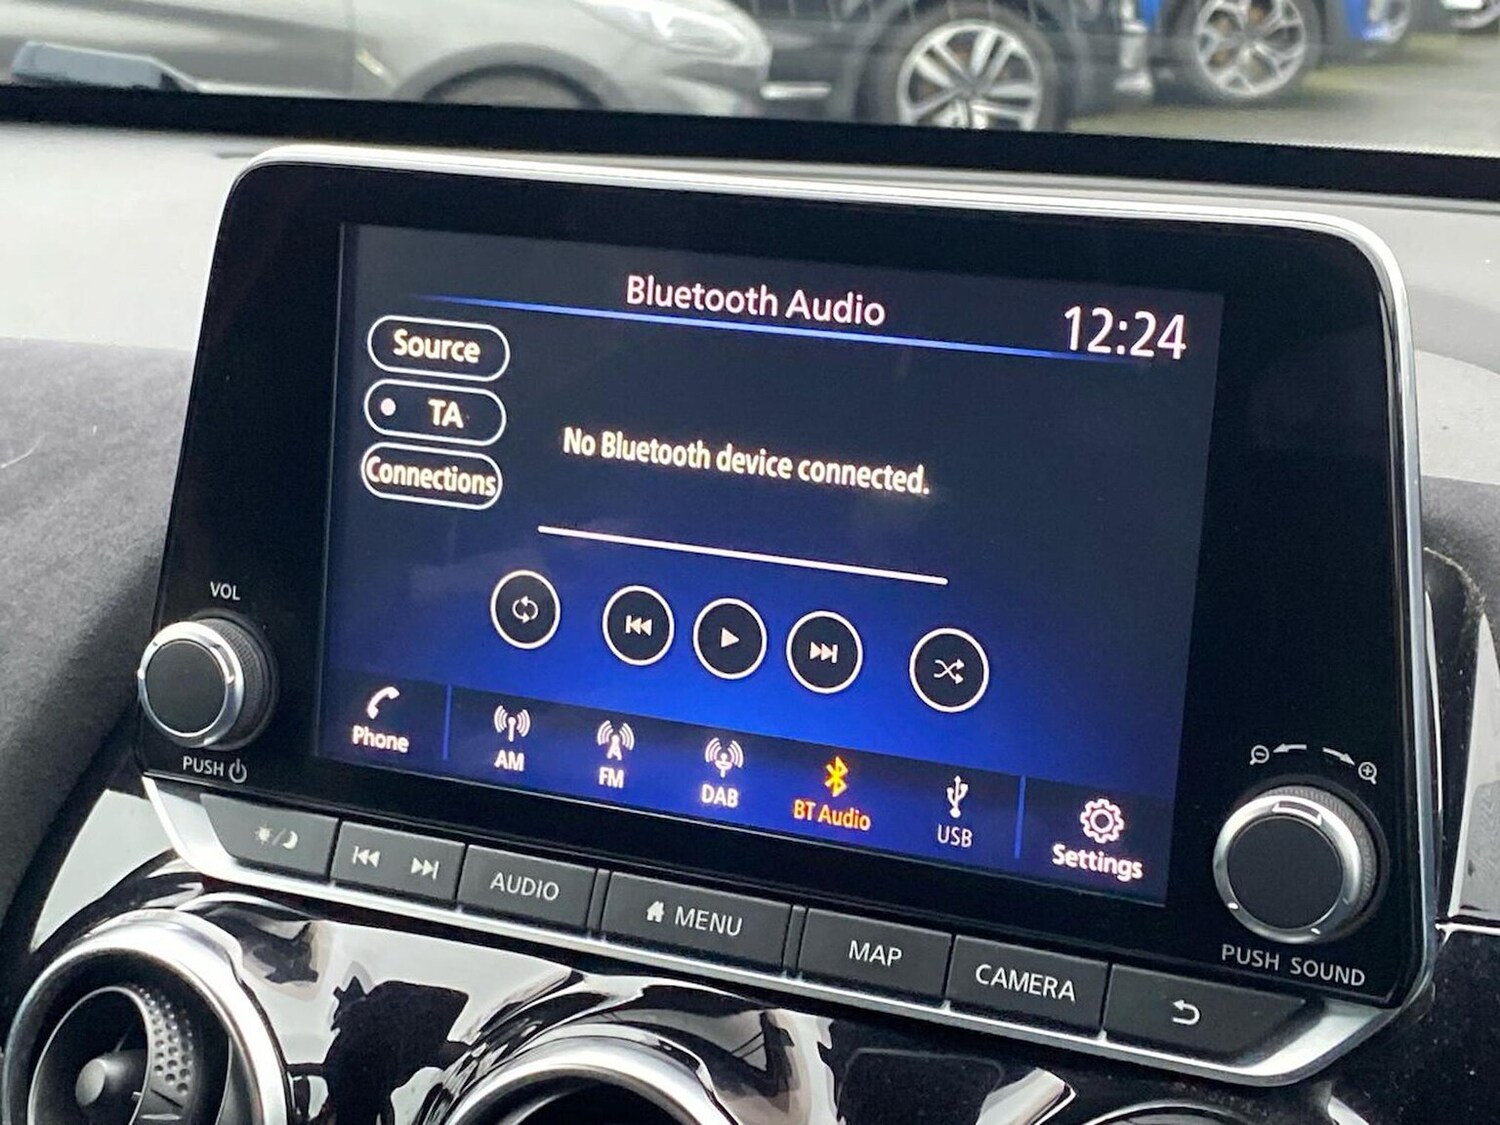 Bluetooth Audio
12:24
Source
TA
Connections
No Bluetooth device connected.
VOL
PUSH
Phone
AM
FM
DAB
BT Audio
USB
Settings
AUDIO
MENU
MAP
CAMERA
PUSH SOUND